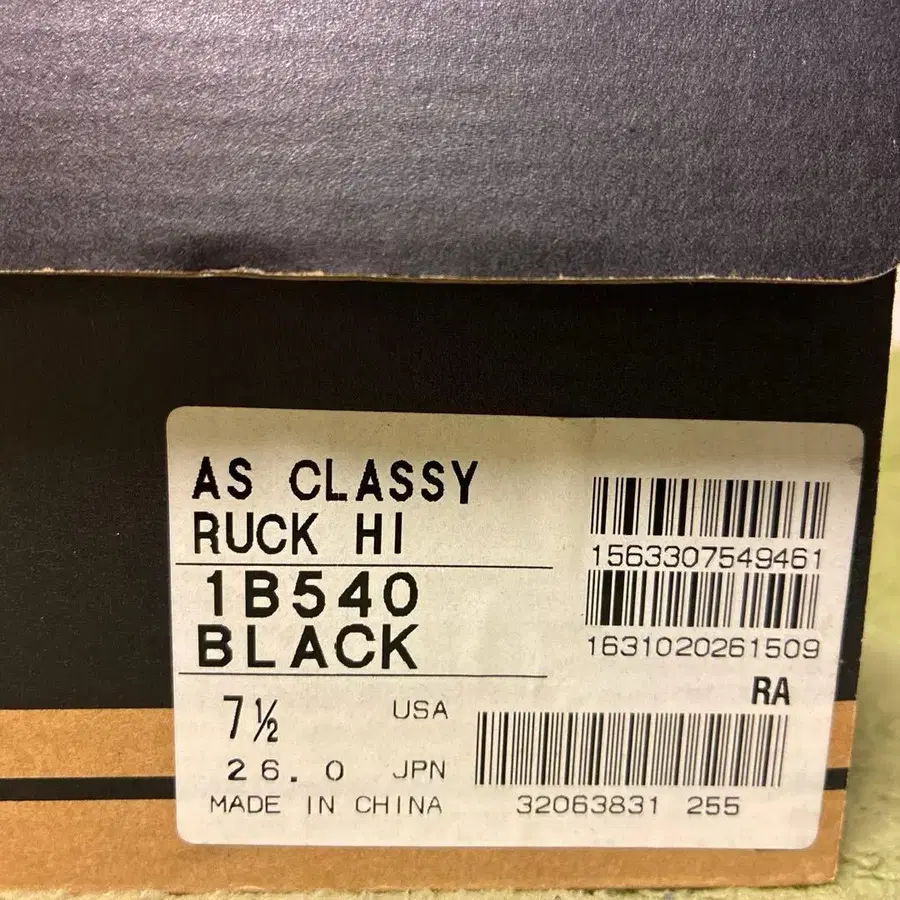 AS CLASSY
RUCK HI
1B540
BLACK
7½ USA
26.0 JPN
MADE IN CHINA
1563307549461
1631020261509
RA
32063831 255